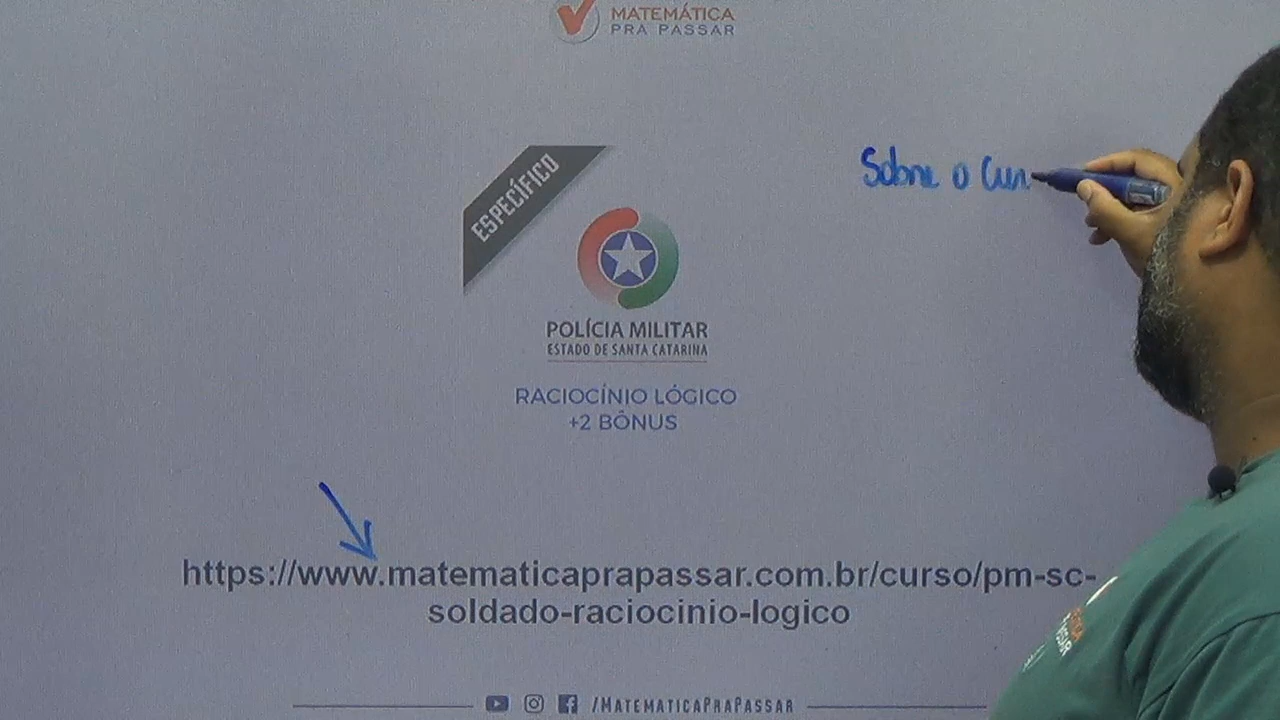 MATEMÁTICA
PRA PASSAR
Sobre o Cur
ESPECÍFICO
POLÍCIA MILITAR
ESTADO DE SANTA CATARINA
RACIOCÍNIO LÓGICO
+2 BÔNUS
https://www.matematicaprapassar.com.br/curso/pm-sc-
soldado-raciocinio-logico
/MATEMATICAPRAPASSAR